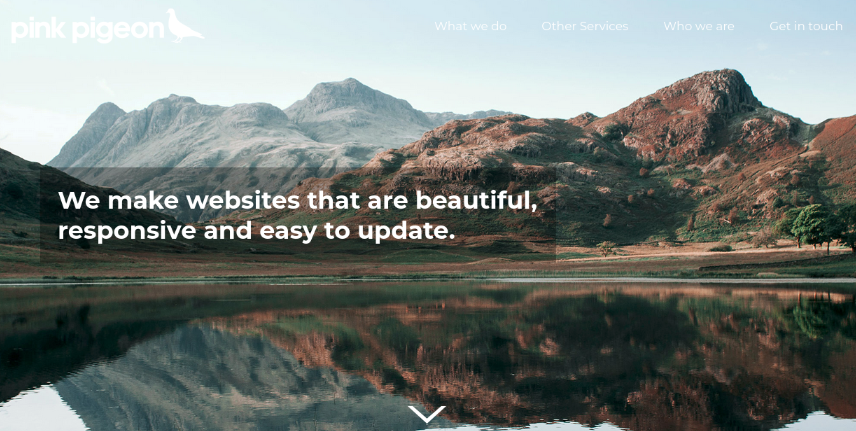 pink pigeon
What we do
Other Services
Who we are
Get in touch
We make websites that are beautiful,
responsive and easy to update.